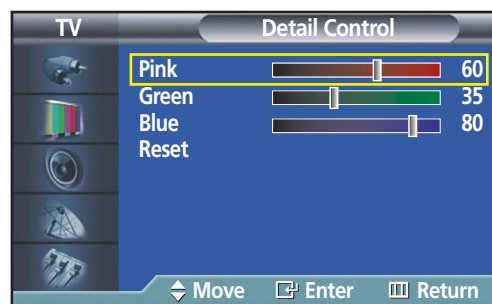 TV Detail Control
Pink 60
Green 35
Blue 80
Reset
Move Enter Return